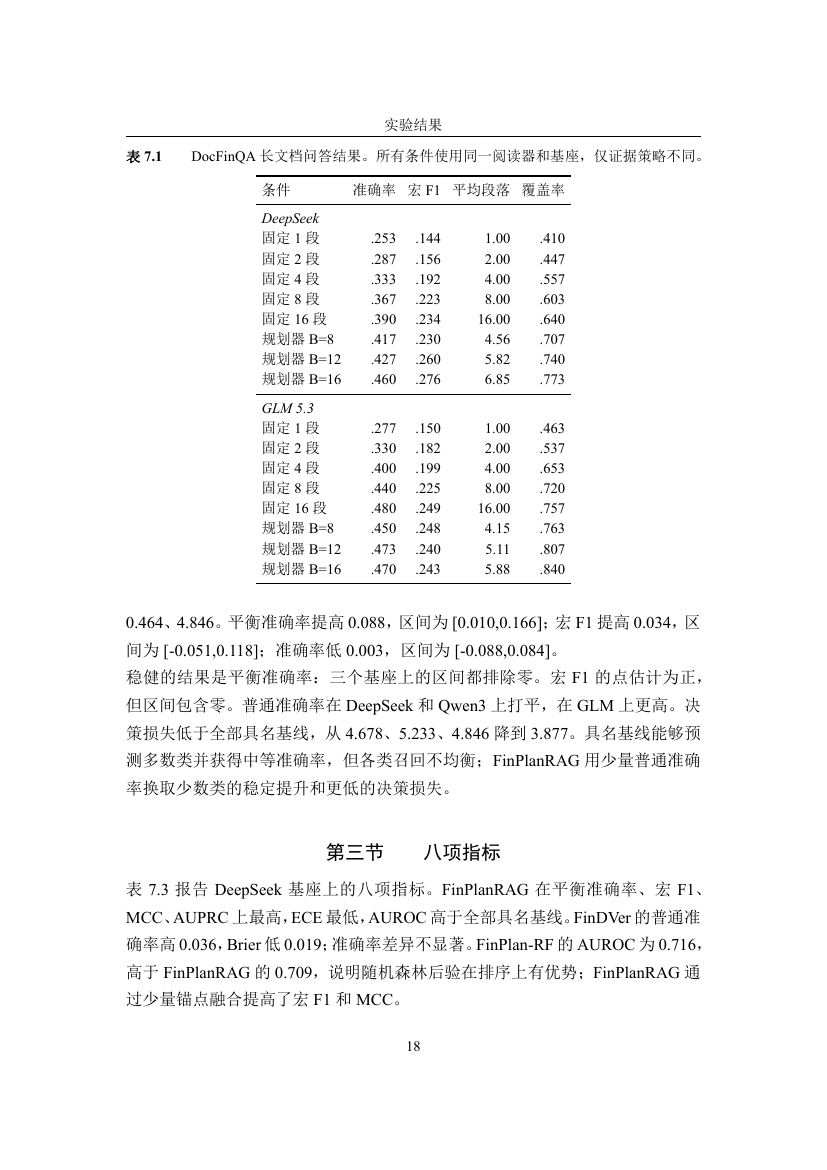 实验结果
表 7.1 DocFinQA 长文档问答结果。所有条件使用同一阅读器和基座，仅证据策略不同。
条件 准确率 宏 F1 平均段落 覆盖率
DeepSeek
固定 1 段 .253 .144 1.00 .410
固定 2 段 .287 .156 2.00 .447
固定 4 段 .333 .192 4.00 .557
固定 8 段 .367 .223 8.00 .603
固定 16 段 .390 .234 16.00 .640
规划器 B=8 .417 .230 4.56 .707
规划器 B=12 .427 .260 5.82 .740
规划器 B=16 .460 .276 6.85 .773
GLM 5.3
固定 1 段 .277 .150 1.00 .463
固定 2 段 .330 .182 2.00 .537
固定 4 段 .400 .199 4.00 .653
固定 8 段 .440 .225 8.00 .720
固定 16 段 .480 .249 16.00 .757
规划器 B=8 .450 .248 4.15 .763
规划器 B=12 .473 .240 5.11 .807
规划器 B=16 .470 .243 5.88 .840
0.464、4.846。平衡准确率提高 0.088，区间为 [0.010,0.166]；宏 F1 提高 0.034，区
间为 [-0.051,0.118]；准确率低 0.003，区间为 [-0.088,0.084]。
稳健的结果是平衡准确率：三个基座上的区间都排除零。宏 F1 的点估计为正，
但区间包含零。普通准确率在 DeepSeek 和 Qwen3 上打平，在 GLM 上更高。决
策损失低于全部具名基线，从 4.678、5.233、4.846 降到 3.877。具名基线能够预
测多数类并获得中等准确率，但各类召回不均衡；FinPlanRAG 用少量普通准确
率换取少数类的稳定提升和更低的决策损失。
第三节 八项指标
表 7.3 报告 DeepSeek 基座上的八项指标。FinPlanRAG 在平衡准确率、宏 F1、
MCC、AUPRC 上最高，ECE 最低，AUROC 高于全部具名基线。FinDVer 的普通准
确率高 0.036，Brier 低 0.019；准确率差异不显著。FinPlan-RF 的 AUROC 为 0.716，
高于 FinPlanRAG 的 0.709，说明随机森林后验在排序上有优势；FinPlanRAG 通
过少量锚点融合提高了宏 F1 和 MCC。
18